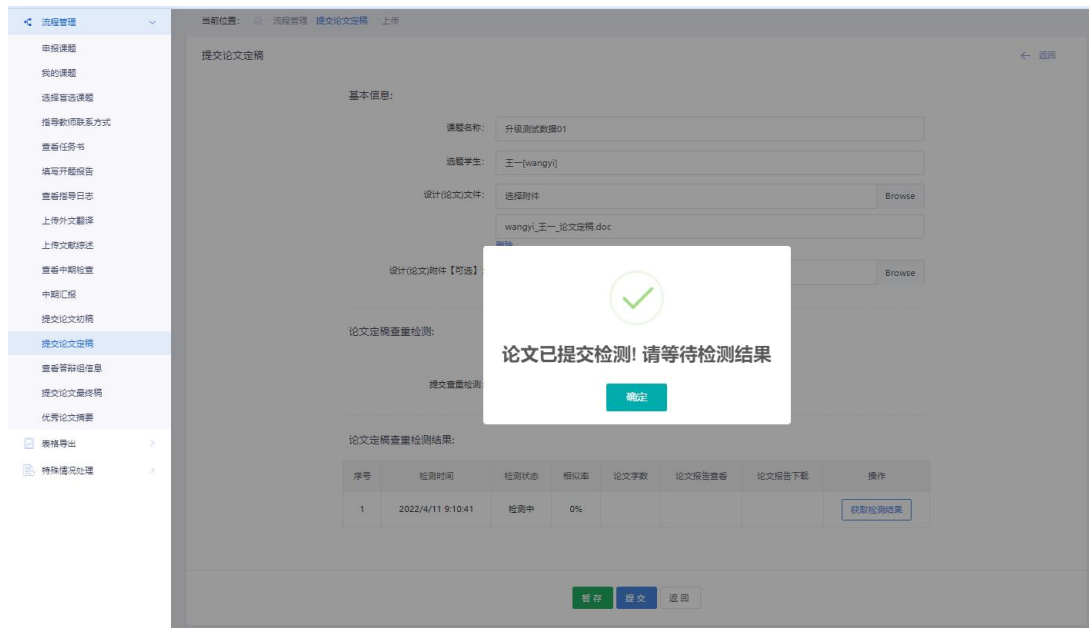 流程管理
申报课题
我的课题
选择盲选课题
指导教师联系方式
查看任务书
填写开题报告
查看指导日志
上传外文翻译
上传文献综述
查看中期检查
中期汇报
提交论文初稿
提交论文定稿
查看答辩组信息
提交论文最终稿
优秀论文摘要
表格导出
特殊情况处理
当前位置： 流程管理 提交论文定稿 上传
提交论文定稿
← 返回
基本信息:
课题名称: 升级测试数据01
选题学生: 王一[wangyi]
设计(论文)文件: 选择附件 Browse
wangyi_王一_论文定稿.doc
删除
设计(论文)附件【可选】: Browse
论文定稿查重检测:
论文已提交检测! 请等待检测结果
提交查重检测:
确定
论文定稿查重检测结果:
序号 检测时间 检测状态 相似率 论文字数 论文报告查看 论文报告下载 操作
1 2022/4/11 9:10:41 检测中 0% 获取检测结果
暂存 提交 返回